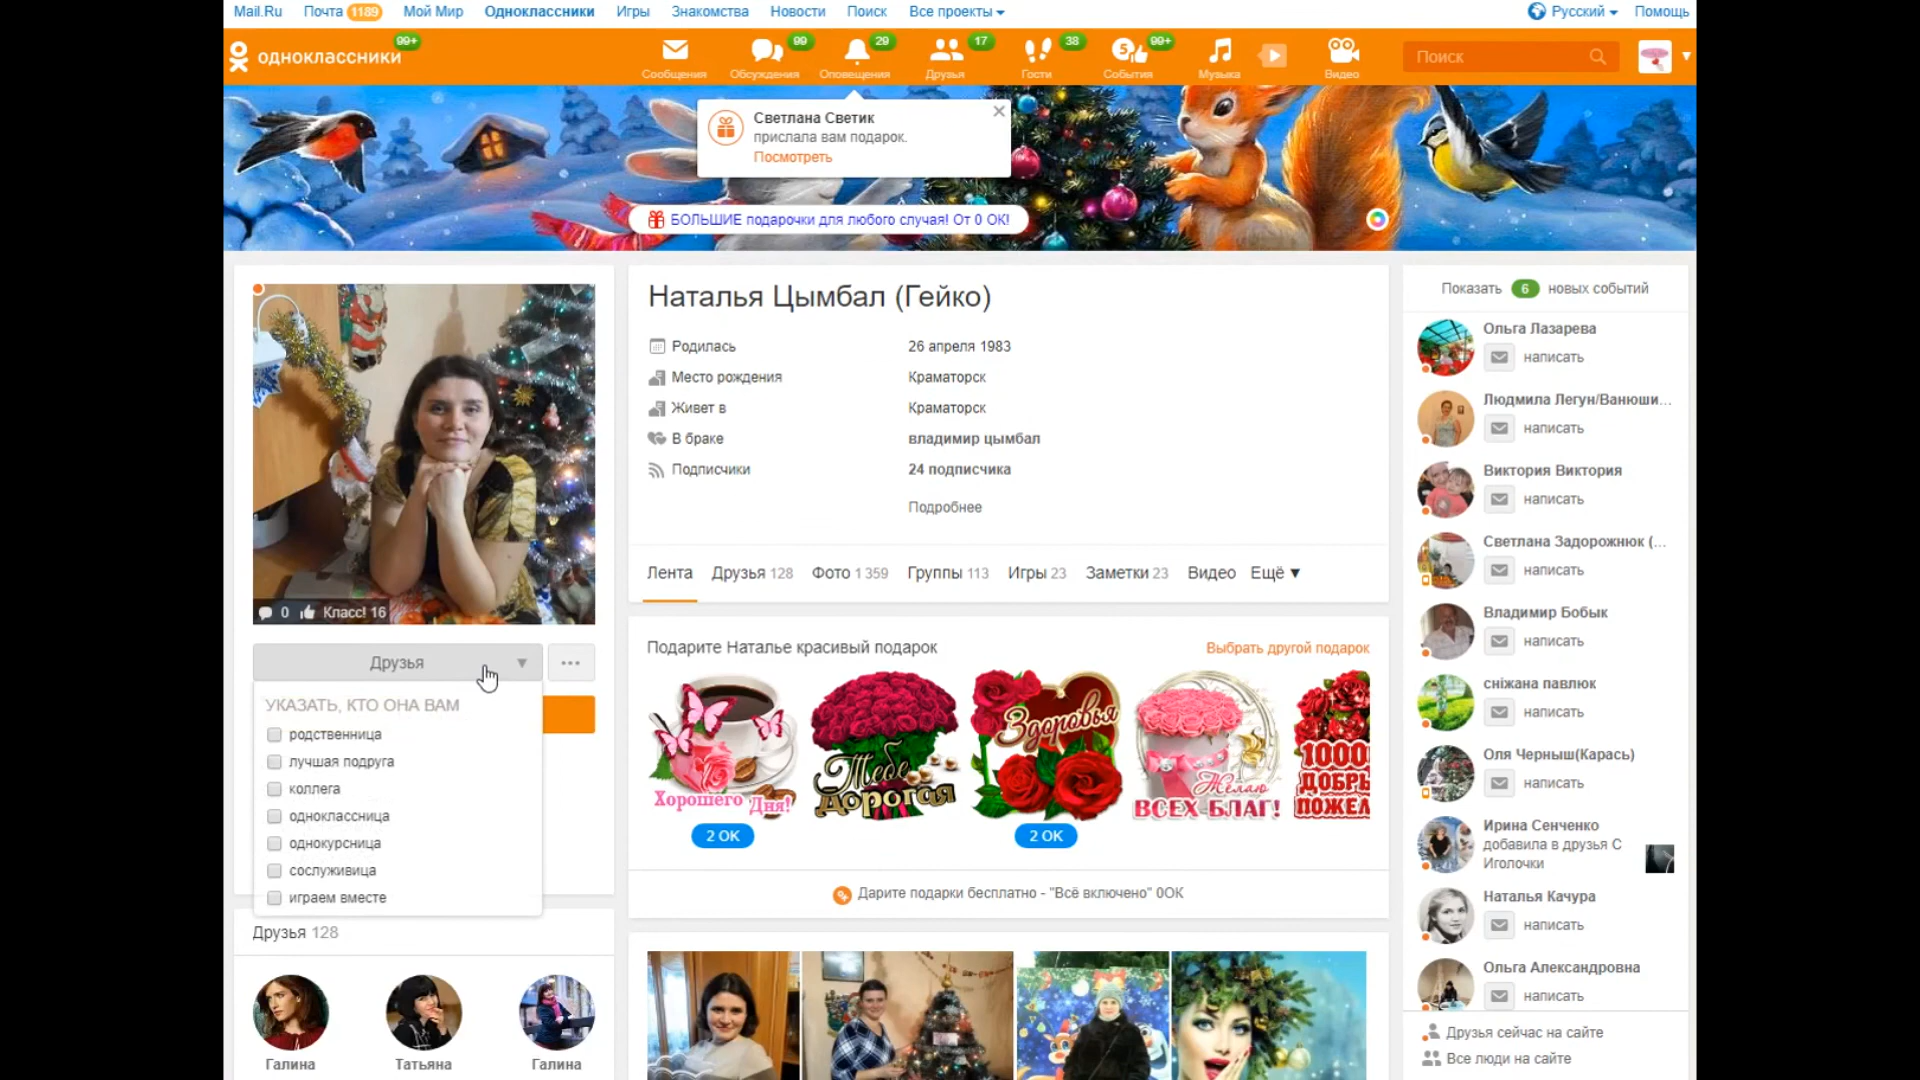 Mail.Ru Почта 1189 Мой Мир Одноклассники Игры Знакомства Новости Поиск Все проекты
Русский Помощь
одноклассники 99+
Сообщения
Обсуждения 99
Оповещения 29
Друзья 17
Гости 38
5 События 99+
Музыка
Видео
Поиск
Светлана Светик
прислала вам подарок.
Посмотреть
БОЛЬШИЕ подарочки для любого случая! От 0 ОК!
0 Класс! 16
Друзья
УКАЗАТЬ, КТО ОНА ВАМ
родственница
лучшая подруга
коллега
одноклассница
однокурсница
сослуживица
играем вместе
Друзья 128
Галина
Татьяна
Галина
Наталья Цымбал (Гейко)
Родилась 26 апреля 1983
Место рождения Краматорск
Живет в Краматорск
В браке владимир цымбал
Подписчики 24 подписчика
Подробнее
Лента Друзья 128 Фото 1 359 Группы 113 Игры 23 Заметки 23 Видео Ещё
Подарите Наталье красивый подарок
Выбрать другой подарок
Хорошего Дня!
Тебе
дорогая
Здоровья
Желаю
ВСЕХ БЛАГ!
1000
ДОБРЬ
ПОЖЕЛ
2 ОК
2 ОК
Дарите подарки бесплатно - "Всё включено" 0ОК
Показать 6 новых событий
Ольга Лазарева
написать
Людмила Легун/Ванюши...
написать
Виктория Виктория
написать
Светлана Задорожнюк (...
написать
Владимир Бобык
написать
сніжана павлюк
написать
Оля Черныш(Карась)
написать
Ирина Сенченко
добавила в друзья С
Иголочки
Наталья Качура
написать
Ольга Александровна
написать
Друзья сейчас на сайте
Все люди на сайте